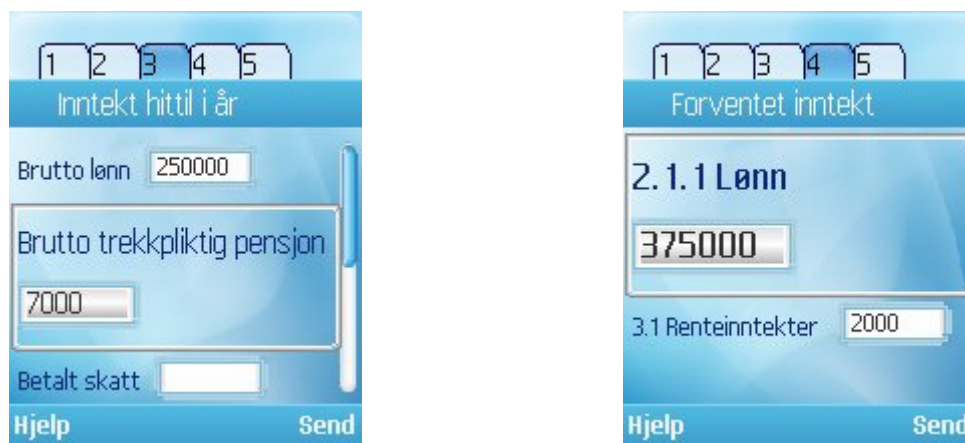 1 2 3 4 5
Inntekt hittil i år
Brutto lønn 250000
Brutto trekkpliktig pensjon
7000
Betalt skatt
Hjelp Send
1 2 3 4 5
Forventet inntekt
2.1.1 Lønn
375000
3.1 Renteinntekter 2000
Hjelp Send